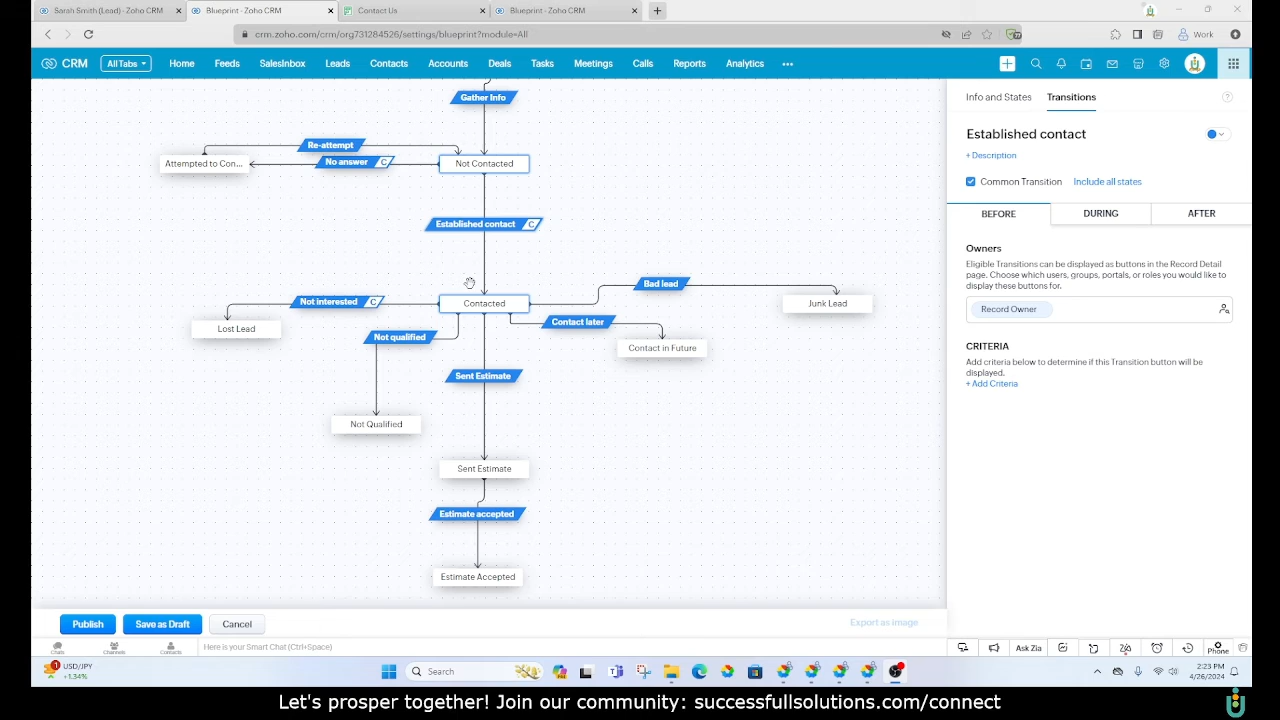 Sarah Smith (Lead) - Zoho CRM
Blueprint - Zoho CRM
Contact Us
Blueprint - Zoho CRM
crm.zoho.com/crm/org731284526/settings/blueprint?module=All
Work
CRM
All Tabs
Home
Feeds
SalesInbox
Leads
Contacts
Accounts
Deals
Tasks
Meetings
Calls
Reports
Analytics
Gather Info
Re-attempt
Attempted to Con...
No answer C
Not Contacted
Established contact C
Bad lead
Not interested C
Contacted
Junk Lead
Contact later
Lost Lead
Not qualified
Contact in Future
Sent Estimate
Not Qualified
Sent Estimate
Estimate accepted
Estimate Accepted
Info and States
Transitions
Established contact
+ Description
Common Transition
Include all states
BEFORE
DURING
AFTER
Owners
Eligible Transitions can be displayed as buttons in the Record Detail
page. Choose which users, groups, portals, or roles you would like to
display these buttons for.
Record Owner
CRITERIA
Add criteria below to determine if this Transition button will be
displayed.
+ Add Criteria
Publish
Save as Draft
Cancel
Export as image
Chats
Channels
Contacts
Here is your Smart Chat (Ctrl+Space)
Ask Zia
Phone
USD/JPY
+1.34%
Search
2:23 PM
4/26/2024
Let's prosper together! Join our community: successfullsolutions.com/connect